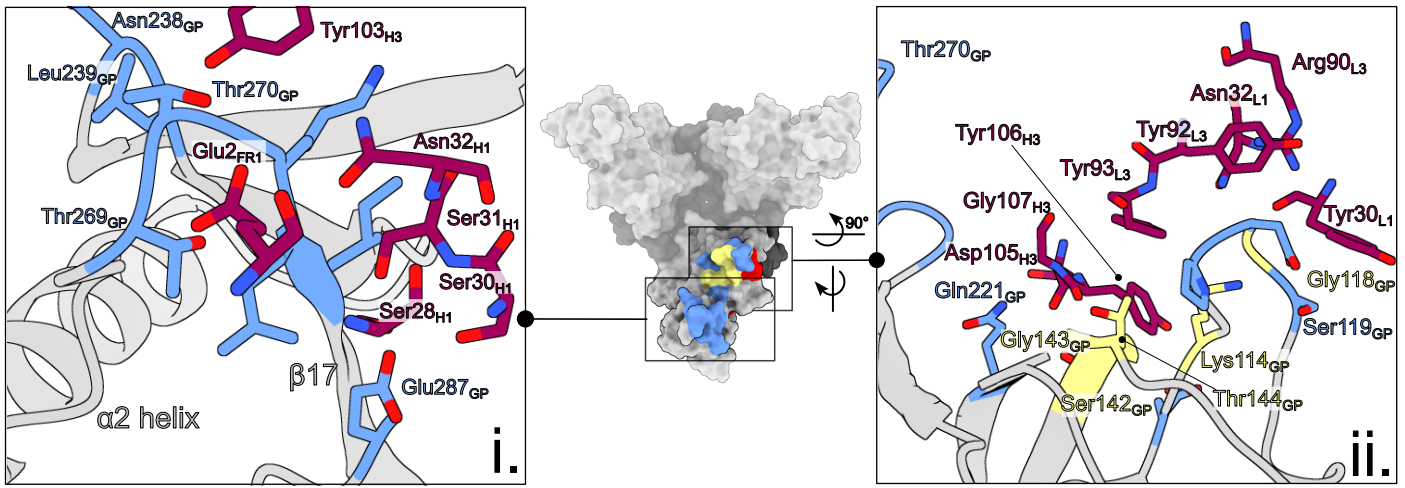 Asn238GP
Tyr103H3
Leu239GP
Thr270GP
Asn32H1
Glu2FR1
Thr269GP
Ser31H1
Ser30H1
Ser28H1
β17
Glu287GP
α2 helix
i.
90°
Thr270GP
Arg90L3
Asn32L1
Tyr106H3
Tyr92L3
Tyr93L3
Gly107H3
Tyr30L1
Asp105H3
Gly118GP
Gln221GP
Ser119GP
Gly143GP
Lys114GP
Ser142GP
Thr144GP
ii.